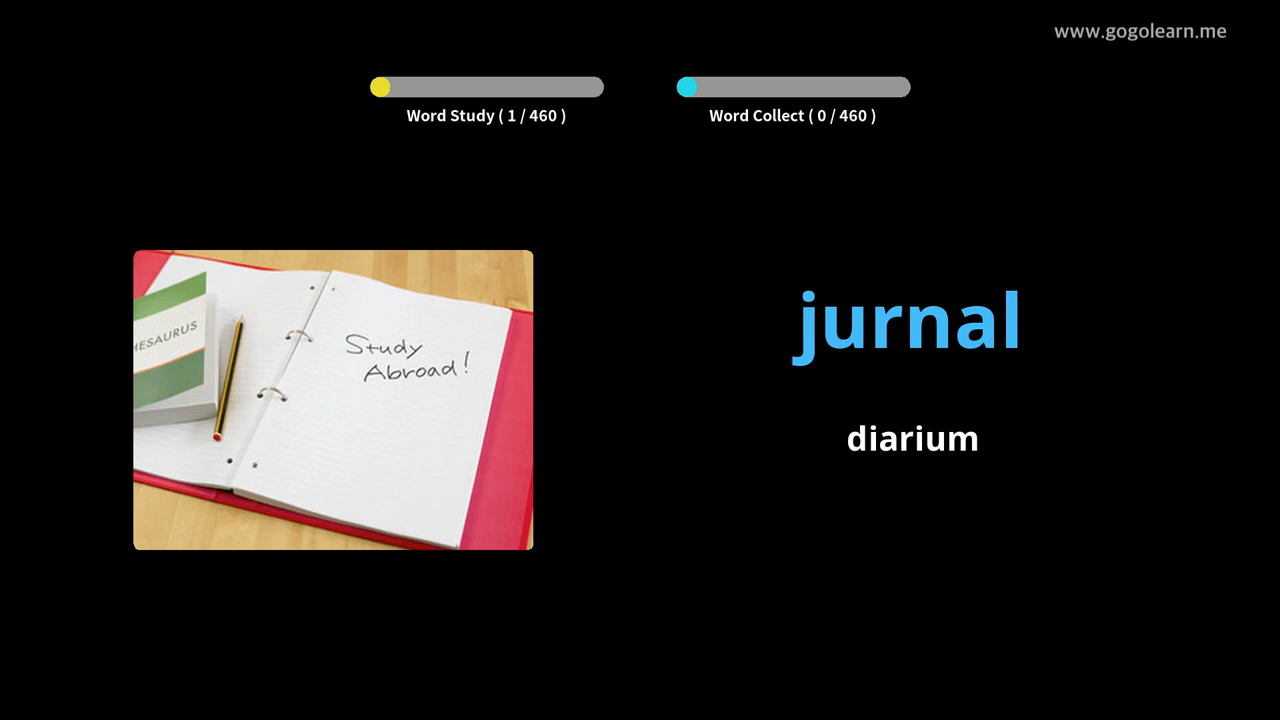 www.gogolearn.me
Word Study ( 1 / 460 )
Word Collect ( 0 / 460 )
HESAURUS
Study
Abroad!
jurnal
diarium